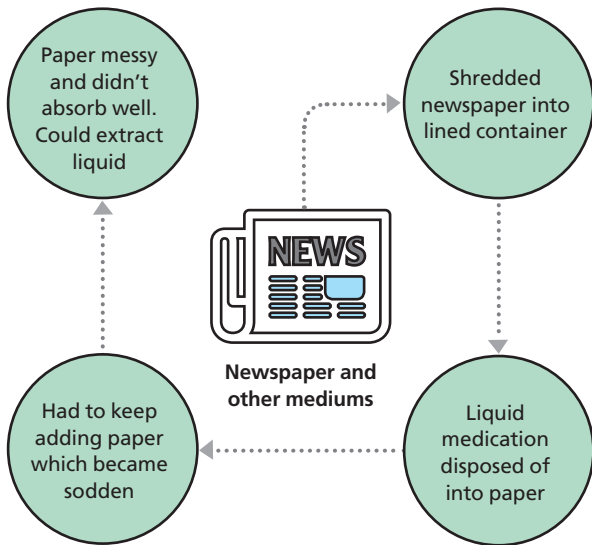 Paper messy
and didn't
absorb well.
Could extract
liquid
Shredded
newspaper into
lined container
NEWS
Newspaper and
other mediums
Had to keep
adding paper
which became
sodden
Liquid
medication
disposed of
into paper